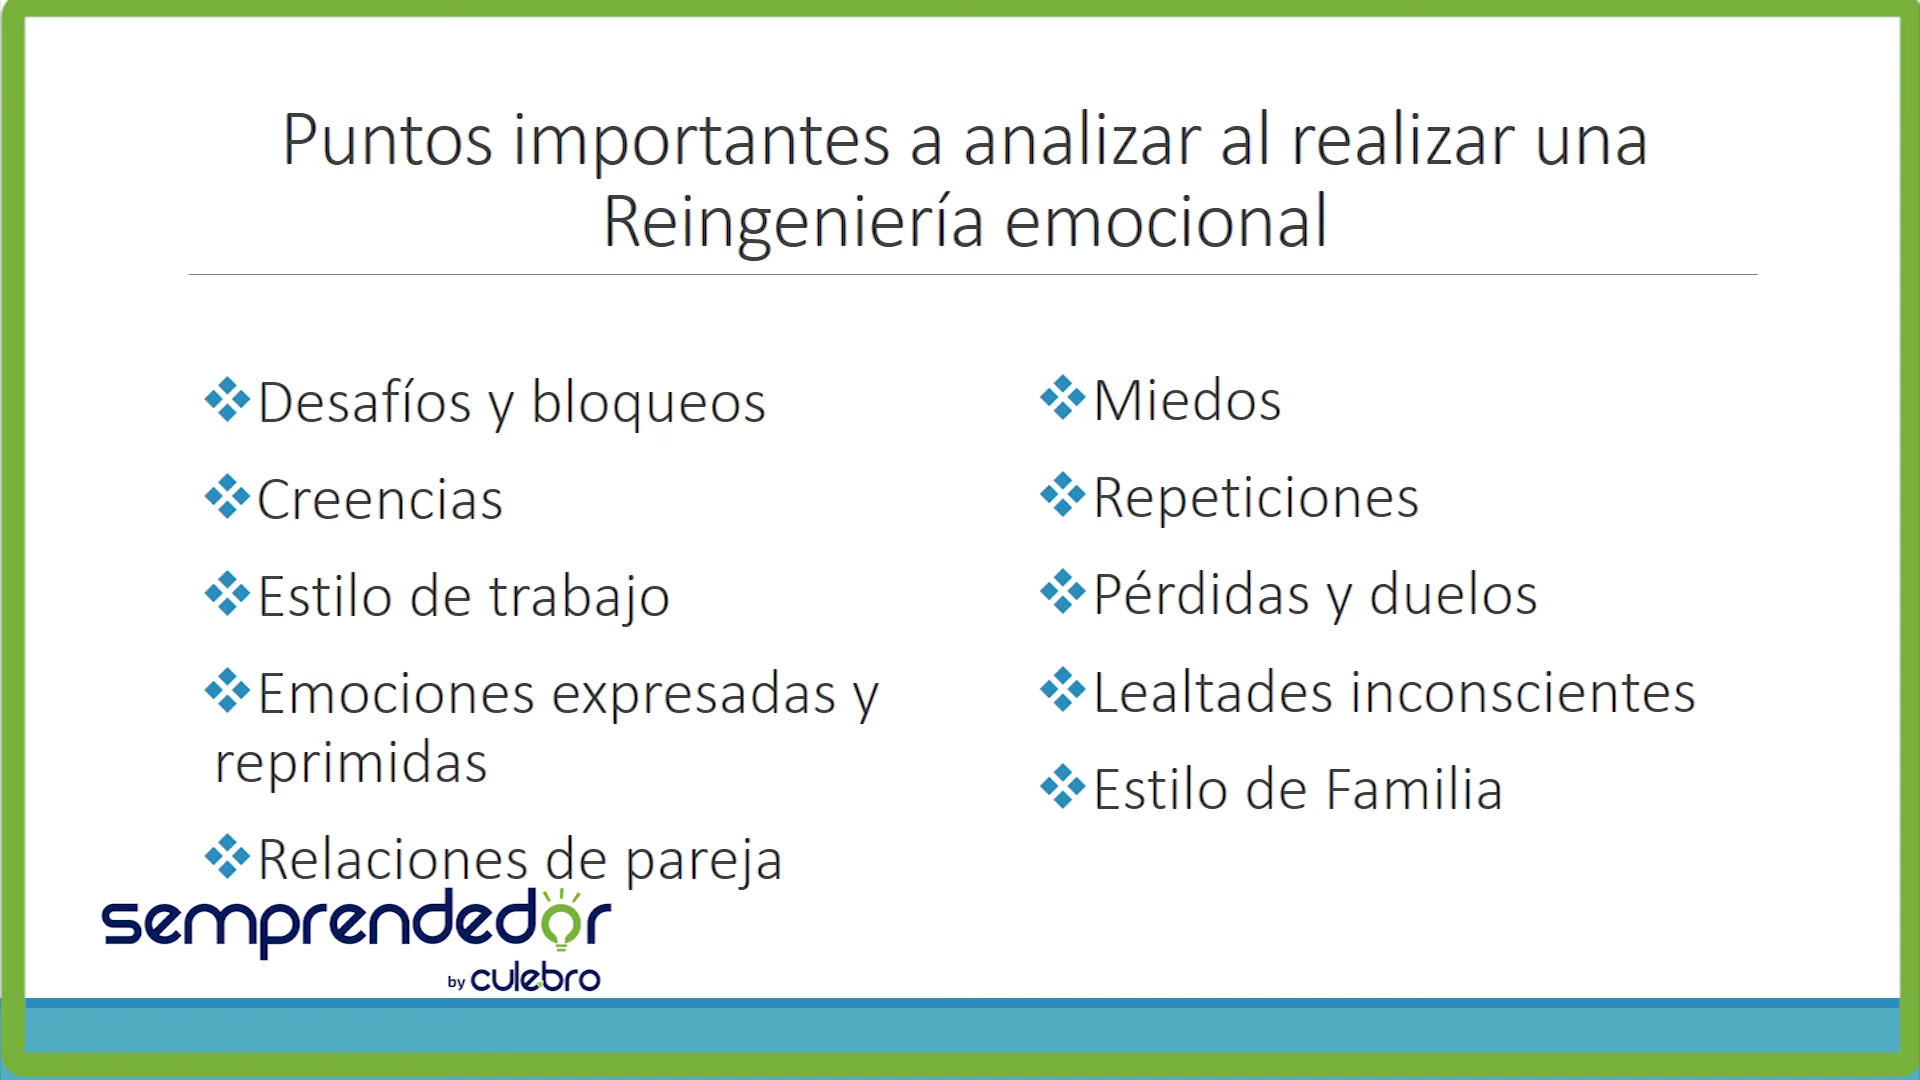 Puntos importantes a analizar al realizar una
Reingeniería emocional
Desafíos y bloqueos
Creencias
Estilo de trabajo
Emociones expresadas y
reprimidas
Relaciones de pareja
Miedos
Repeticiones
Pérdidas y duelos
Lealtades inconscientes
Estilo de Familia
semprendedor
by culebro